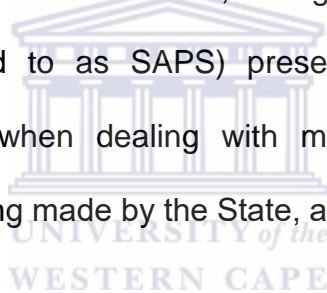 d to as SAPS) prese
when dealing with m
ng made by the State, a
UNIVERSITY of the
WESTERN CAPE